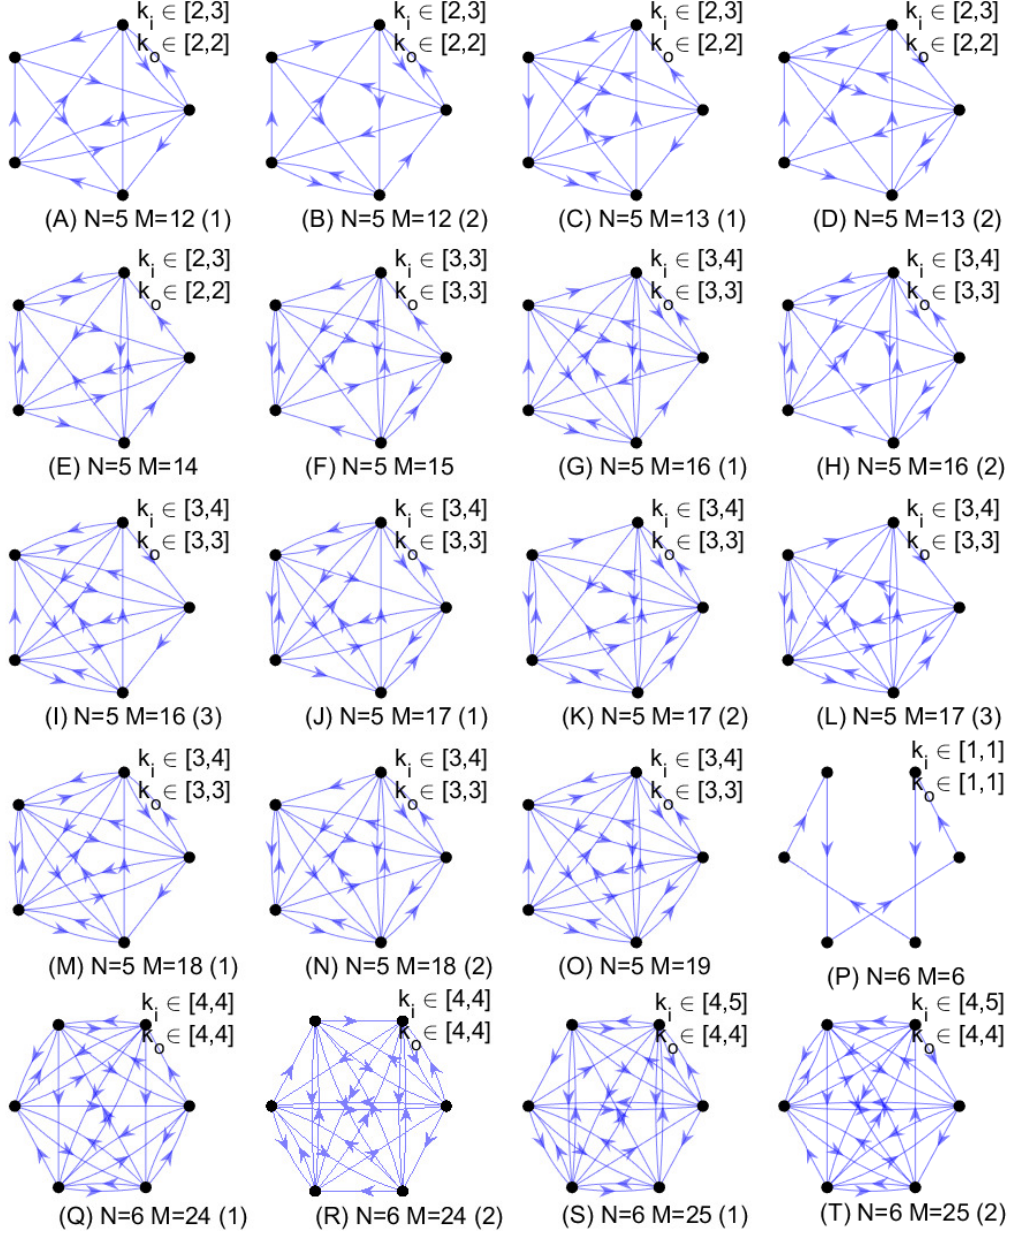 k_i ∈ [2,3] k_i ∈ [2,3] k_i ∈ [2,3] k_i ∈ [2,3]
k_o ∈ [2,2] k_o ∈ [2,2] k_o ∈ [2,2] k_o ∈ [2,2]
(A) N=5 M=12 (1) (B) N=5 M=12 (2) (C) N=5 M=13 (1) (D) N=5 M=13 (2)
k_i ∈ [2,3] k_i ∈ [3,3] k_i ∈ [3,4] k_i ∈ [3,4]
k_o ∈ [2,2] k_o ∈ [3,3] k_o ∈ [3,3] k_o ∈ [3,3]
(E) N=5 M=14 (F) N=5 M=15 (G) N=5 M=16 (1) (H) N=5 M=16 (2)
k_i ∈ [3,4] k_i ∈ [3,4] k_i ∈ [3,4] k_i ∈ [3,4]
k_o ∈ [3,3] k_o ∈ [3,3] k_o ∈ [3,3] k_o ∈ [3,3]
(I) N=5 M=16 (3) (J) N=5 M=17 (1) (K) N=5 M=17 (2) (L) N=5 M=17 (3)
k_i ∈ [3,4] k_i ∈ [3,4] k_i ∈ [3,4] k_i ∈ [1,1]
k_o ∈ [3,3] k_o ∈ [3,3] k_o ∈ [3,3] k_o ∈ [1,1]
(M) N=5 M=18 (1) (N) N=5 M=18 (2) (O) N=5 M=19 (P) N=6 M=6
k_i ∈ [4,4] k_i ∈ [4,4] k_i ∈ [4,5] k_i ∈ [4,5]
k_o ∈ [4,4] k_o ∈ [4,4] k_o ∈ [4,4] k_o ∈ [4,4]
(Q) N=6 M=24 (1) (R) N=6 M=24 (2) (S) N=6 M=25 (1) (T) N=6 M=25 (2)